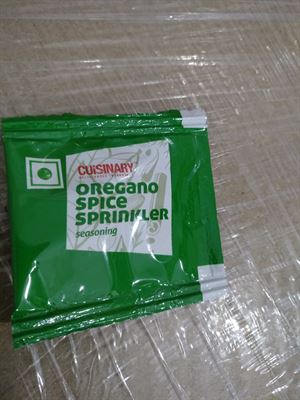 CUiSINARY
OREGANO
SPICE
SPRINKLER
seasoning